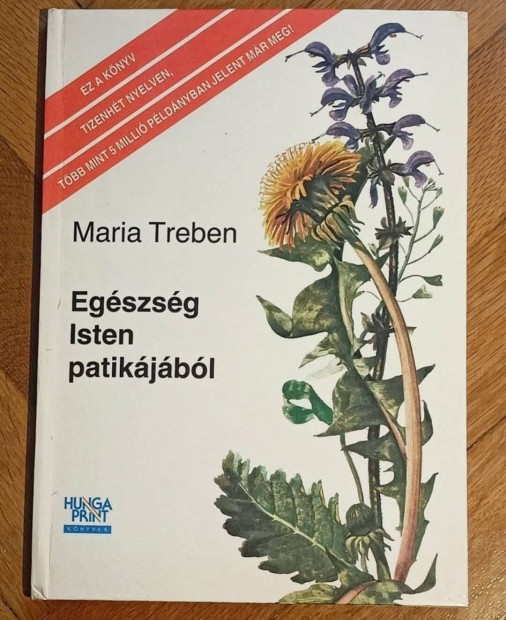 EZ A KÖNYV
TIZENHÉT NYELVEN,
TÖBB MINT 5 MILLIÓ PÉLDÁNYBAN JELENT MÁR MEG!
Maria Treben
Egészség
Isten
patikájából
HUNGA
PRINT
KÖNYVEK